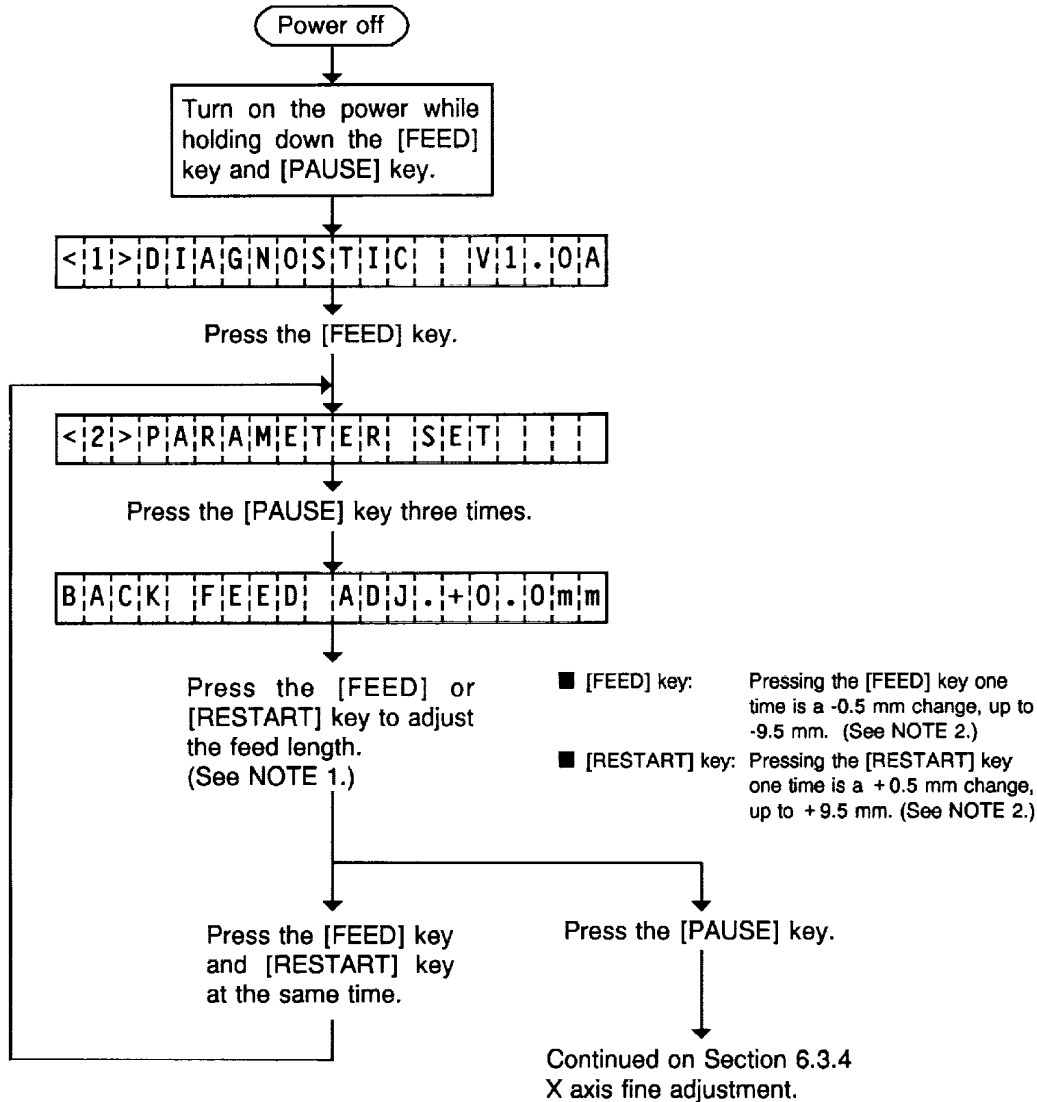 Power off
Turn on the power while
holding down the [FEED]
key and [PAUSE] key.
<1>DIAGNOSTIC  V1.0A
Press the [FEED] key.
<2>PARAMETER SET
Press the [PAUSE] key three times.
BACK FEED ADJ.+0.0mm
Press the [FEED] or
[RESTART] key to adjust
the feed length.
(See NOTE 1.)
■ [FEED] key: Pressing the [FEED] key one
time is a -0.5 mm change, up to
-9.5 mm. (See NOTE 2.)
■ [RESTART] key: Pressing the [RESTART] key
one time is a +0.5 mm change,
up to +9.5 mm. (See NOTE 2.)
Press the [FEED] key
and [RESTART] key
at the same time.
Press the [PAUSE] key.
Continued on Section 6.3.4
X axis fine adjustment.